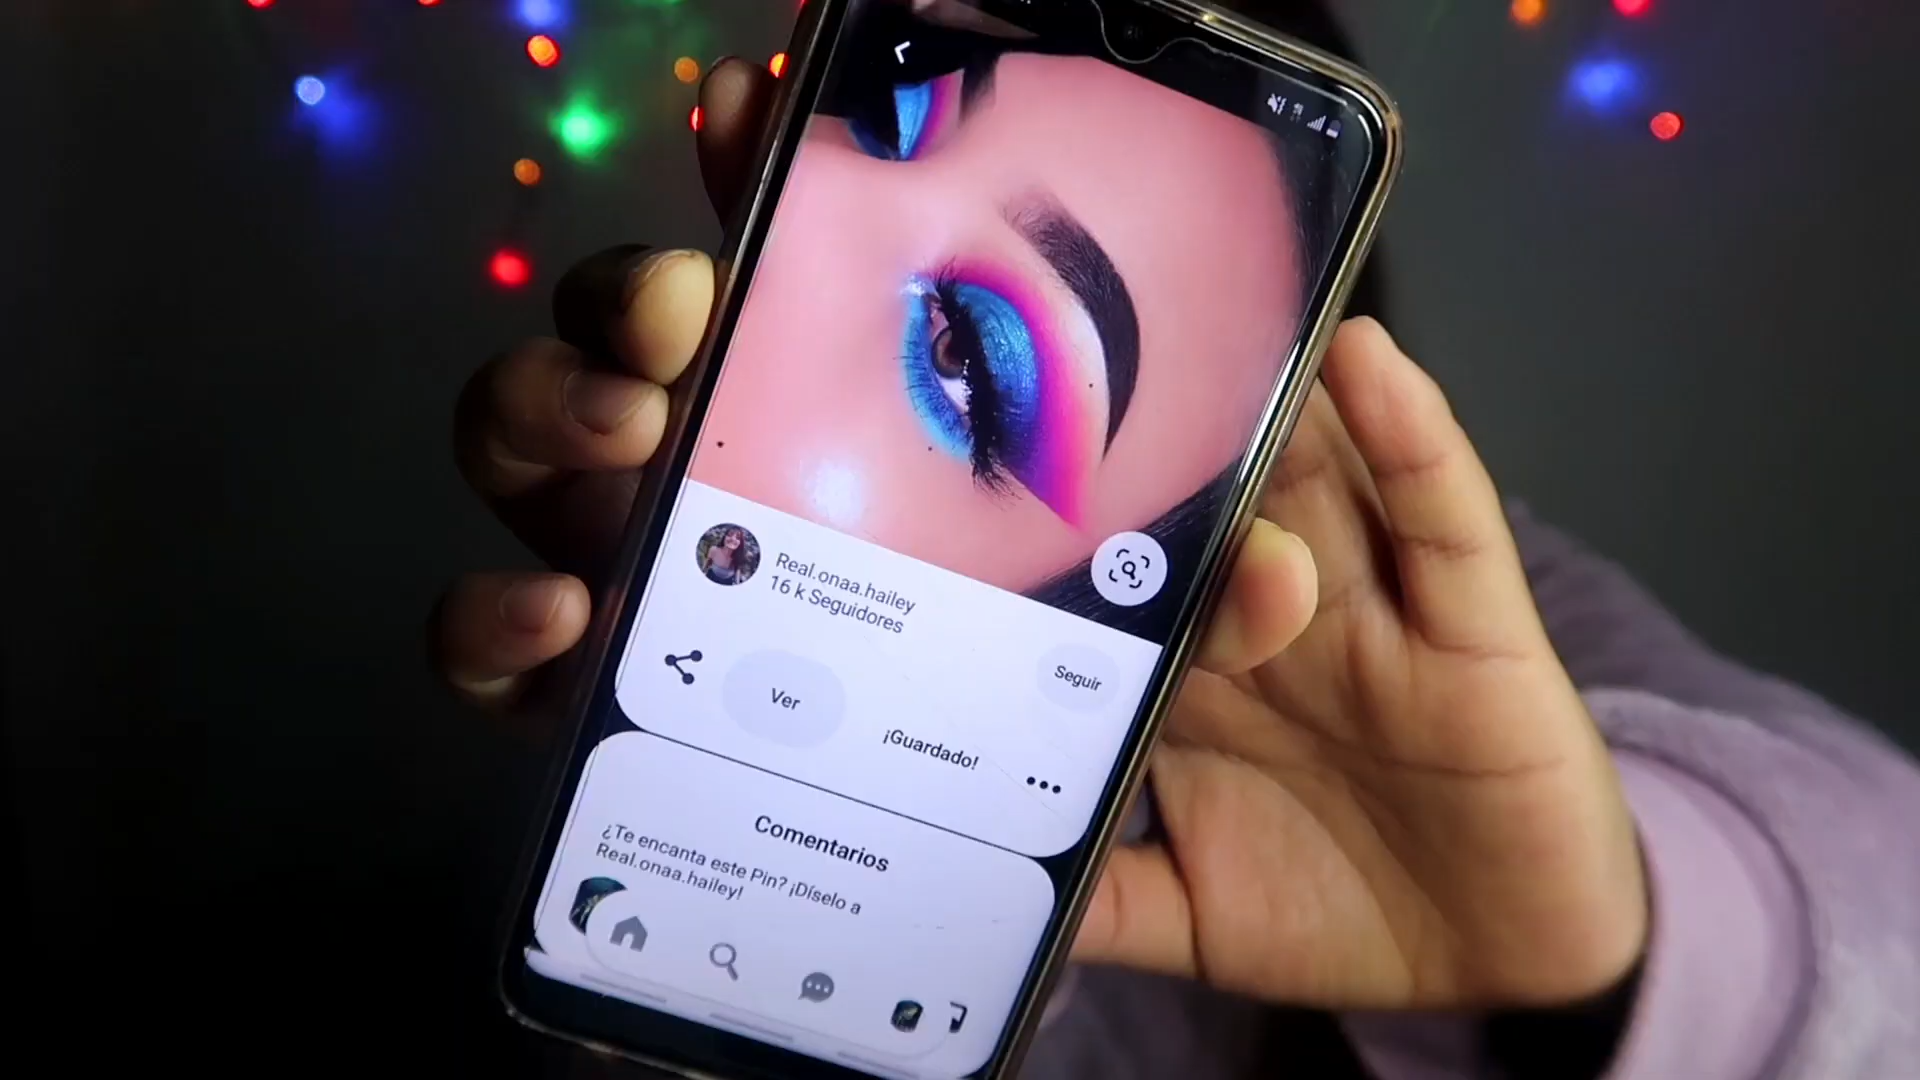 Real.onaa.hailey
16 k Seguidores
Seguir
Ver
¡Guardado!
Comentarios
¿Te encanta este Pin? ¡Díselo a
Real.onaa.hailey!